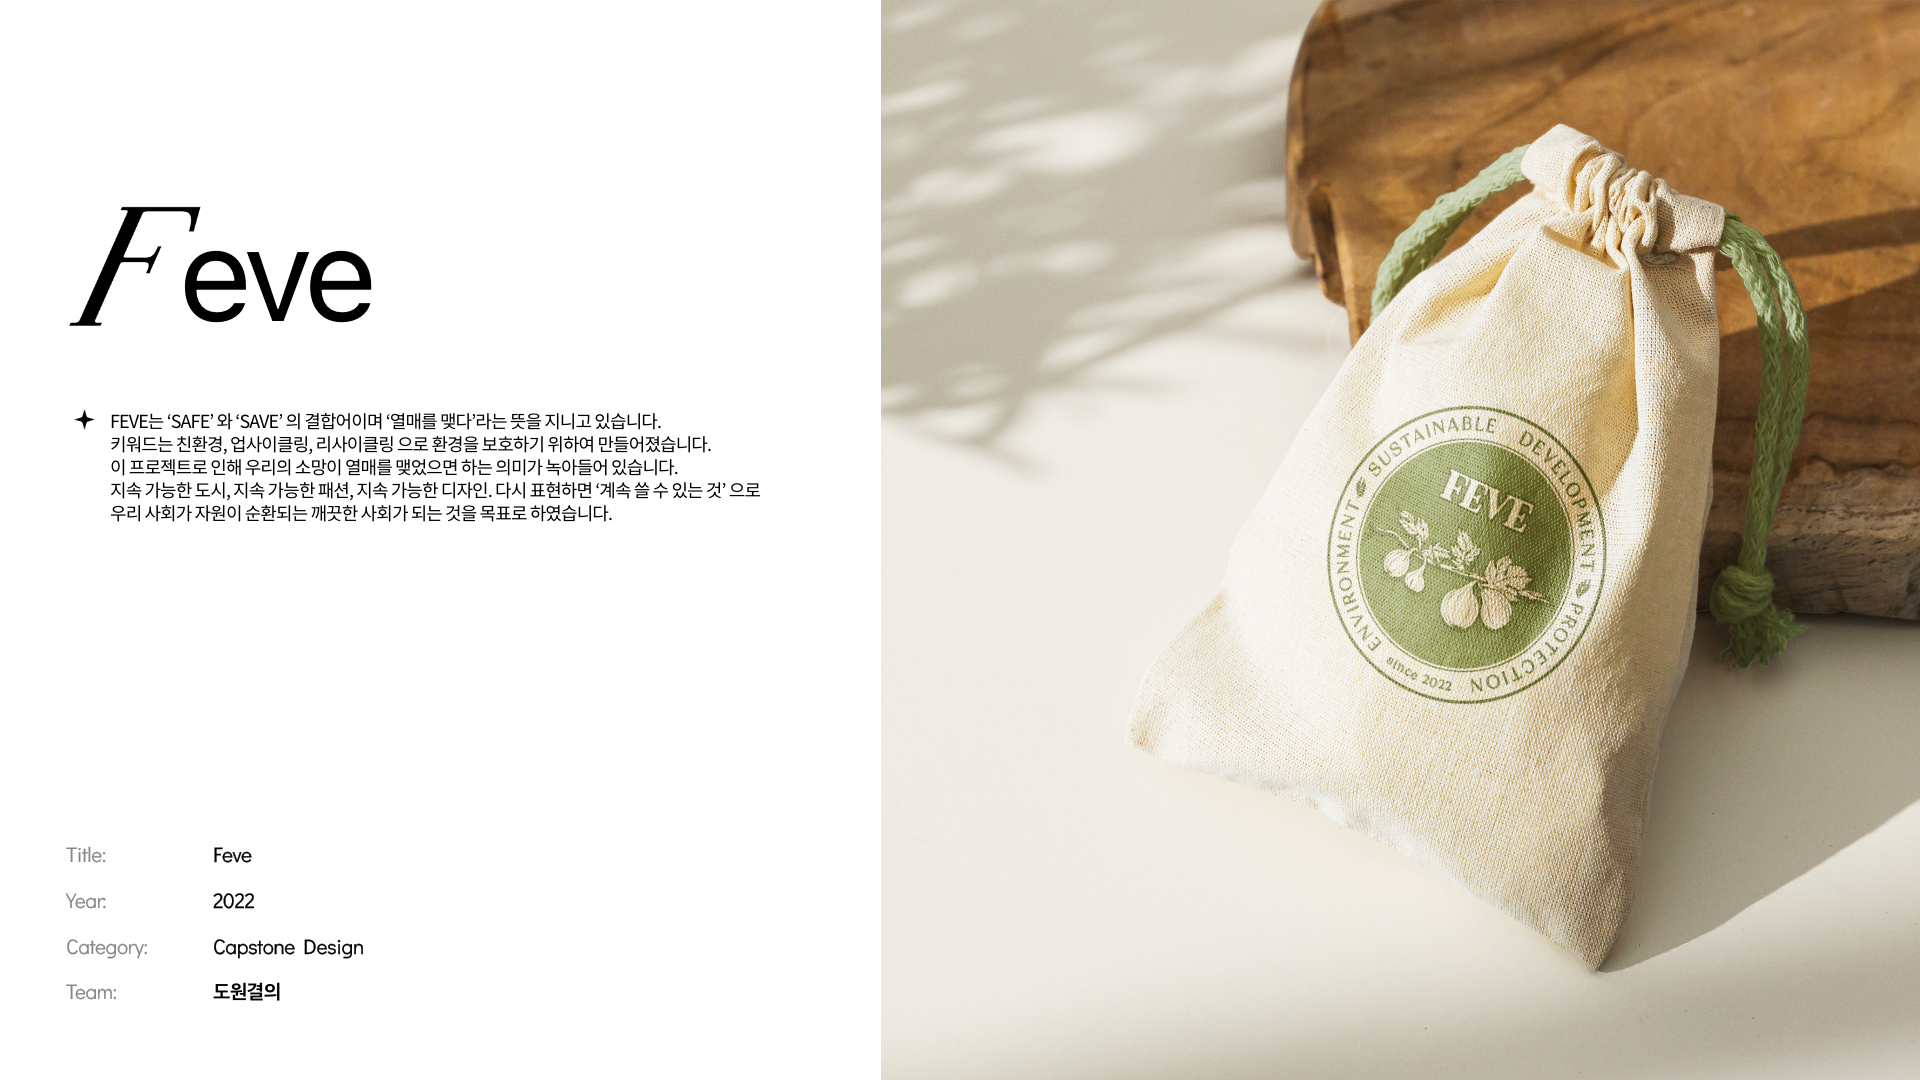 Feve
FEVE는 ‘SAFE’ 와 ‘SAVE’ 의 결합어이며 ‘열매를 맺다’라는 뜻을 지니고 있습니다.
키워드는 친환경, 업사이클링, 리사이클링 으로 환경을 보호하기 위하여 만들어졌습니다.
이 프로젝트로 인해 우리의 소망이 열매를 맺었으면 하는 의미가 녹아들어 있습니다.
지속 가능한 도시, 지속 가능한 패션, 지속 가능한 디자인. 다시 표현하면 ‘계속 쓸 수 있는 것’ 으로
우리 사회가 자원이 순환되는 깨끗한 사회가 되는 것을 목표로 하였습니다.
Title: Feve
Year: 2022
Category: Capstone Design
Team: 도원결의
SUSTAINABLE DEVELOPMENT
PROTECTION
ENVIRONMENT
FEVE
since 2022